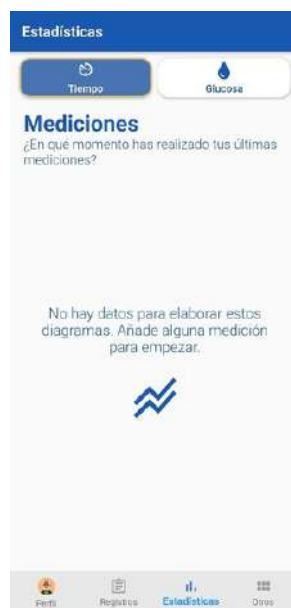 Estadísticas
Tiempo
Glucosa
Mediciones
¿En qué momento has realizado tus últimas
mediciones?
No hay datos para elaborar estos
diagramas. Añade alguna medición
para empezar.
Perfil
Registros
Estadísticas
Otros